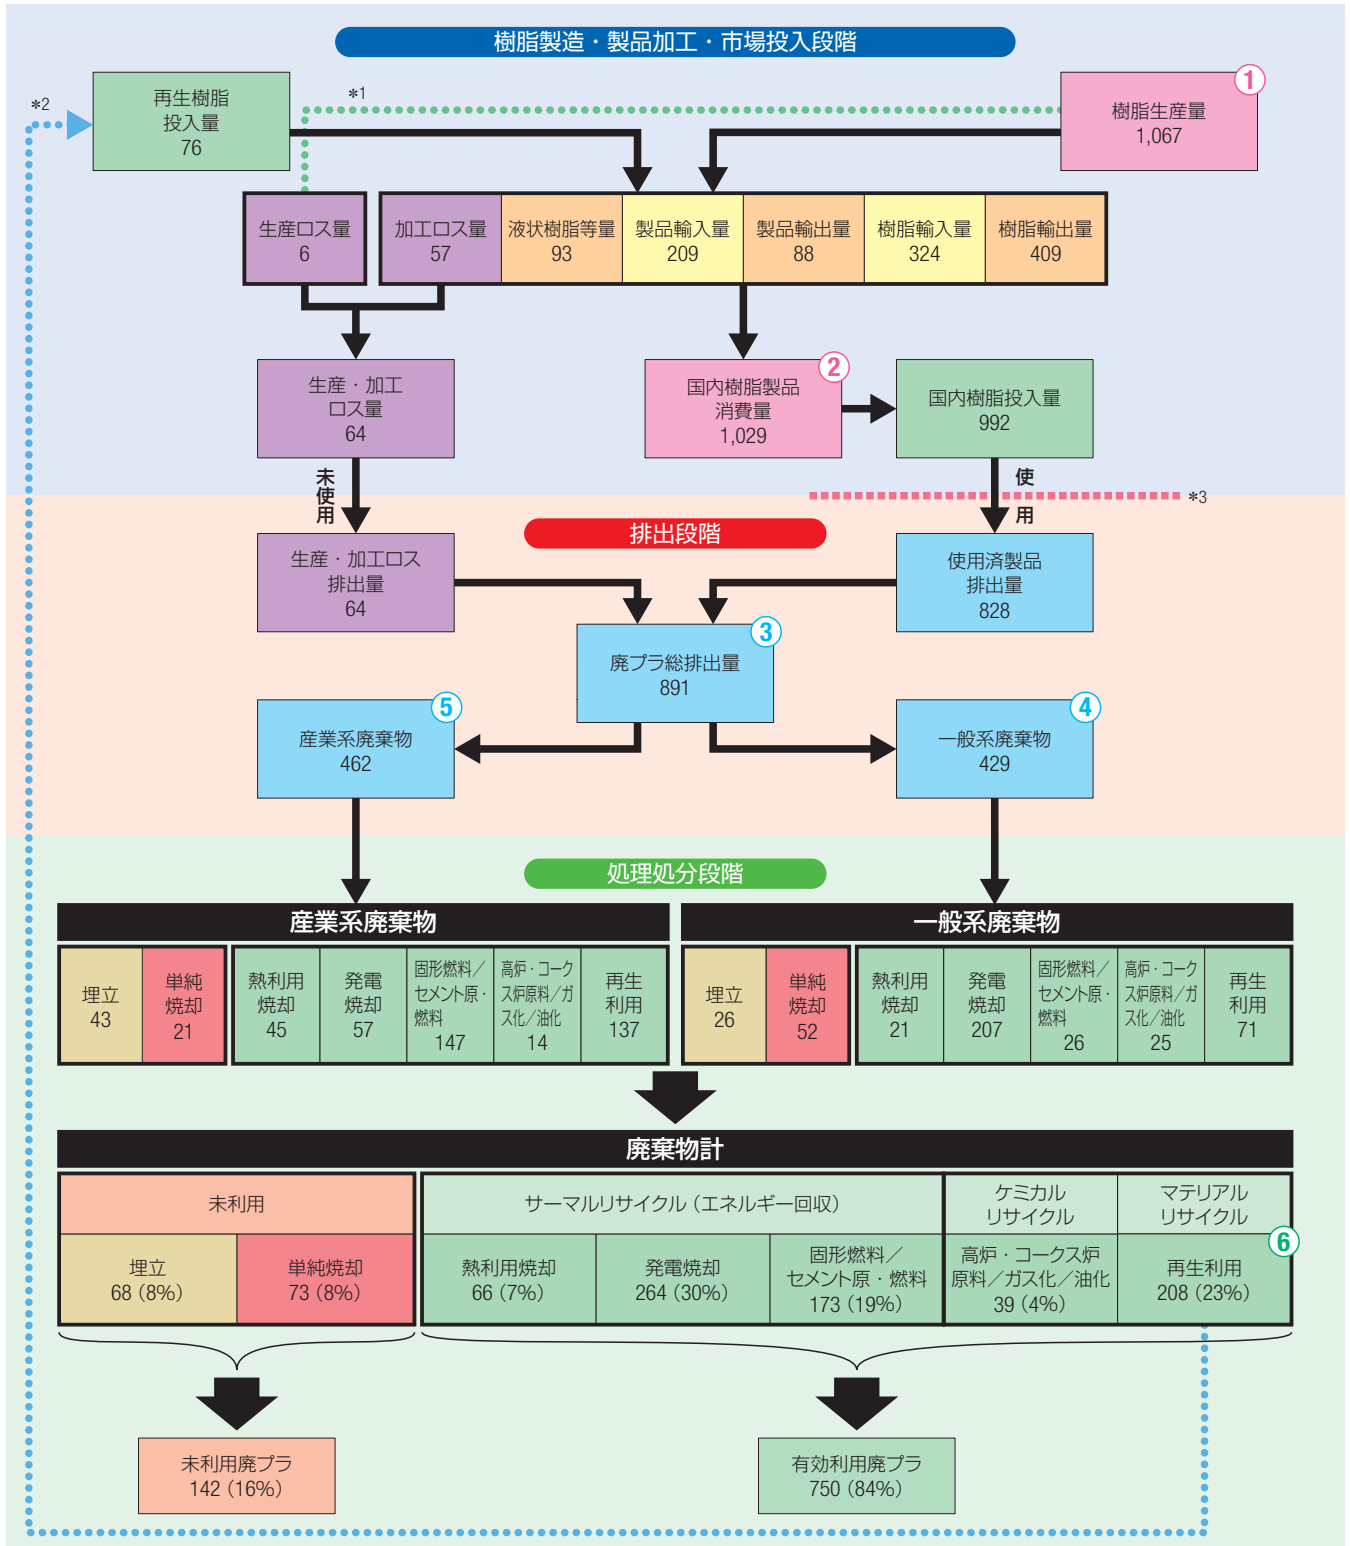 樹脂製造・製品加工・市場投入段階
*2
再生樹脂
投入量
76
*1
①
樹脂生産量
1,067
生産ロス量
6
加工ロス量
57
液状樹脂等量
93
製品輸入量
209
製品輸出量
88
樹脂輸入量
324
樹脂輸出量
409
生産・加工
ロス量
64
②
国内樹脂製品
消費量
1,029
国内樹脂投入量
992
未使用
使用
*3
排出段階
生産・加工ロス
排出量
64
使用済製品
排出量
828
③
廃プラ総排出量
891
⑤
産業系廃棄物
462
④
一般系廃棄物
429
処理処分段階
産業系廃棄物
埋立
43
単純
焼却
21
熱利用
焼却
45
発電
焼却
57
固形燃料／
セメント原・
燃料
147
高炉・コーク
ス炉原料／ガ
ス化／油化
14
再生
利用
137
一般系廃棄物
埋立
26
単純
焼却
52
熱利用
焼却
21
発電
焼却
207
固形燃料／
セメント原・
燃料
26
高炉・コーク
ス炉原料／ガ
ス化／油化
25
再生
利用
71
廃棄物計
未利用
サーマルリサイクル（エネルギー回収）
ケミカル
リサイクル
マテリアル
リサイクル
埋立
68 (8%)
単純焼却
73 (8%)
熱利用焼却
66 (7%)
発電焼却
264 (30%)
固形燃料／
セメント原・燃料
173 (19%)
高炉・コークス炉
原料／ガス化／油化
39 (4%)
⑥
再生利用
208 (23%)
未利用廃プラ
142 (16%)
有効利用廃プラ
750 (84%)